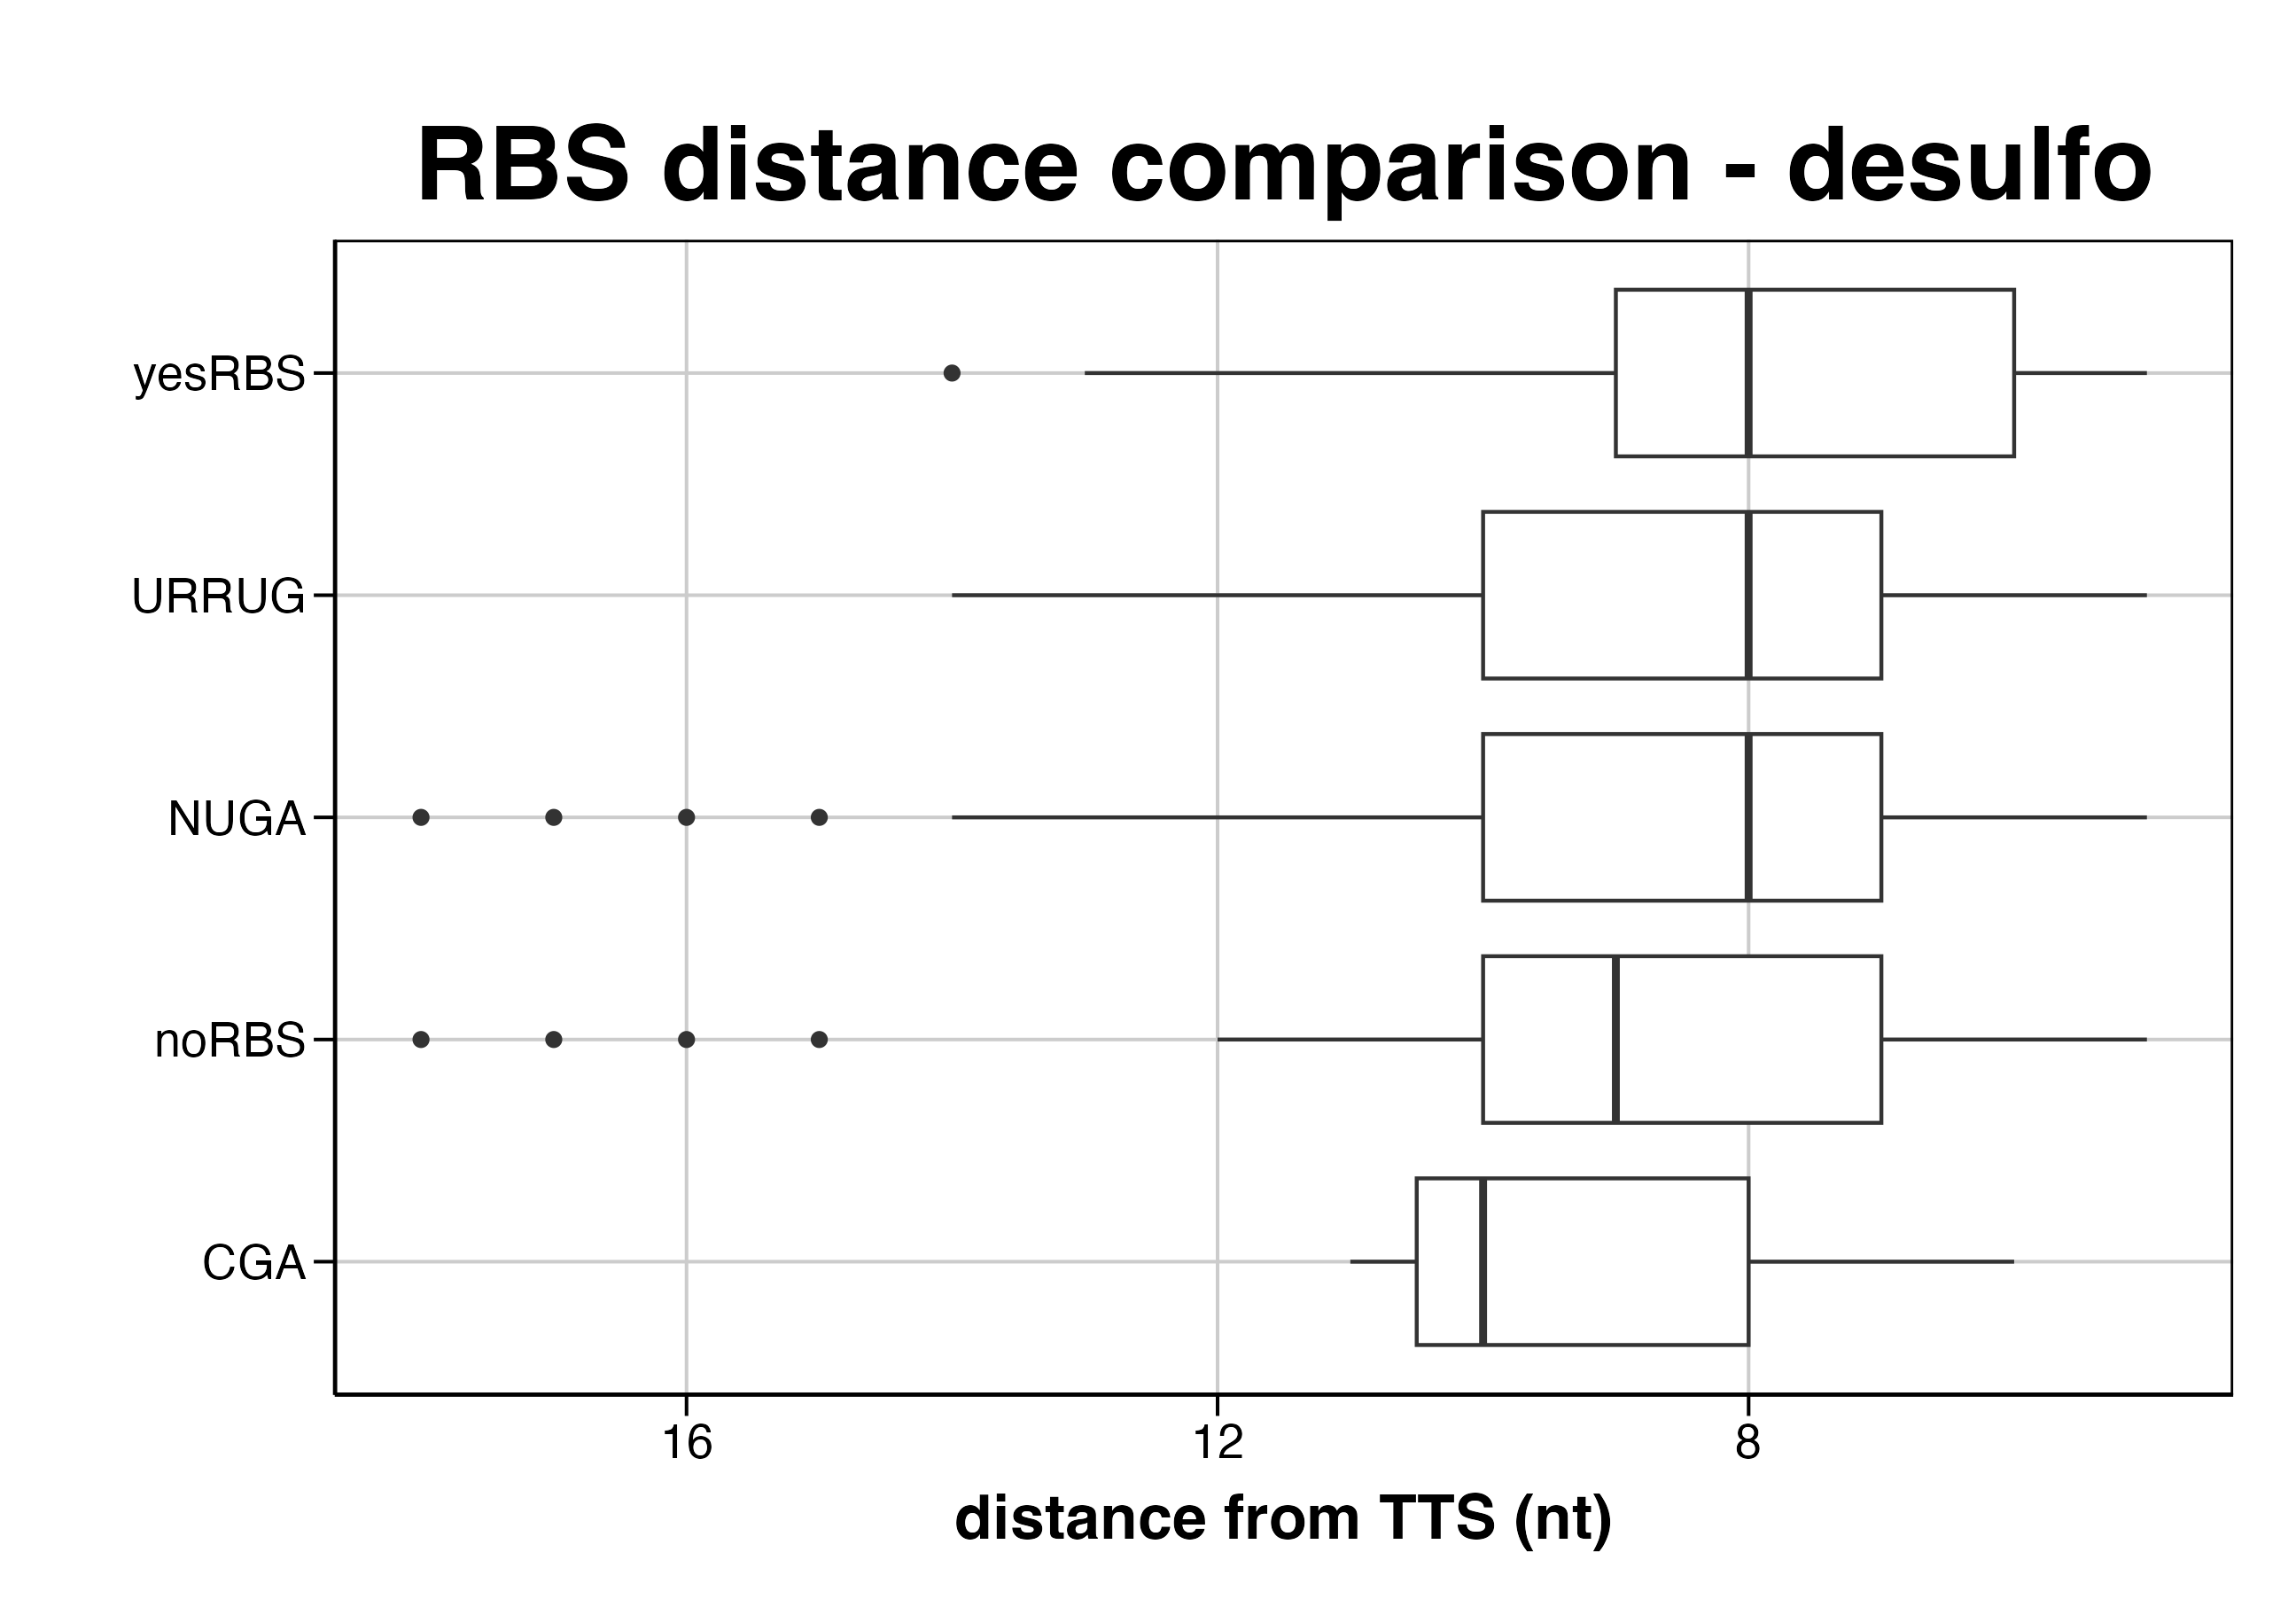 RBS distance comparison - desulfo
yesRBS
URRUG
NUGA
noRBS
CGA
16 12 8
distance from TTS (nt)